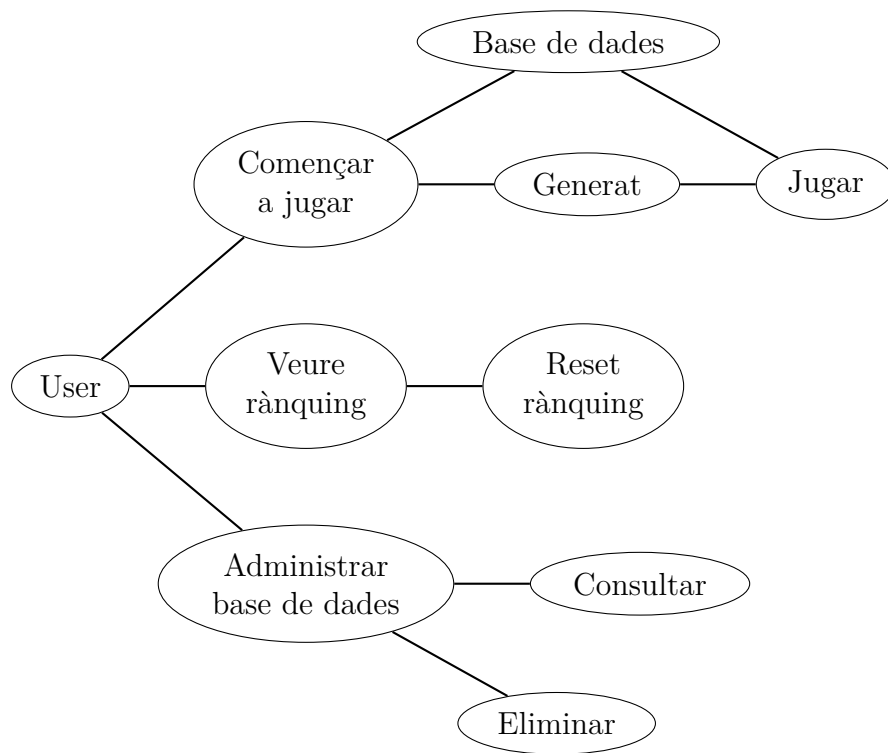 Base de dades
Començar
a jugar
Generat
Jugar
User
Veure
rànquing
Reset
rànquing
Administrar
base de dades
Consultar
Eliminar